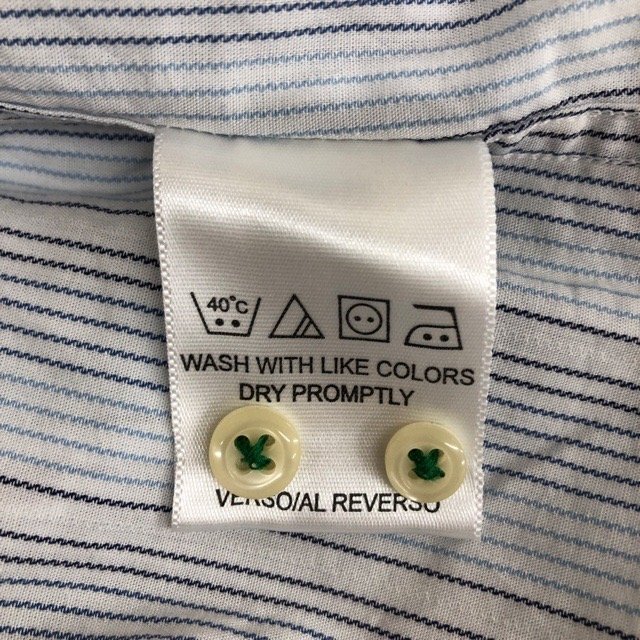 40°C
WASH WITH LIKE COLORS
DRY PROMPTLY
VERSO/AL REVERSO